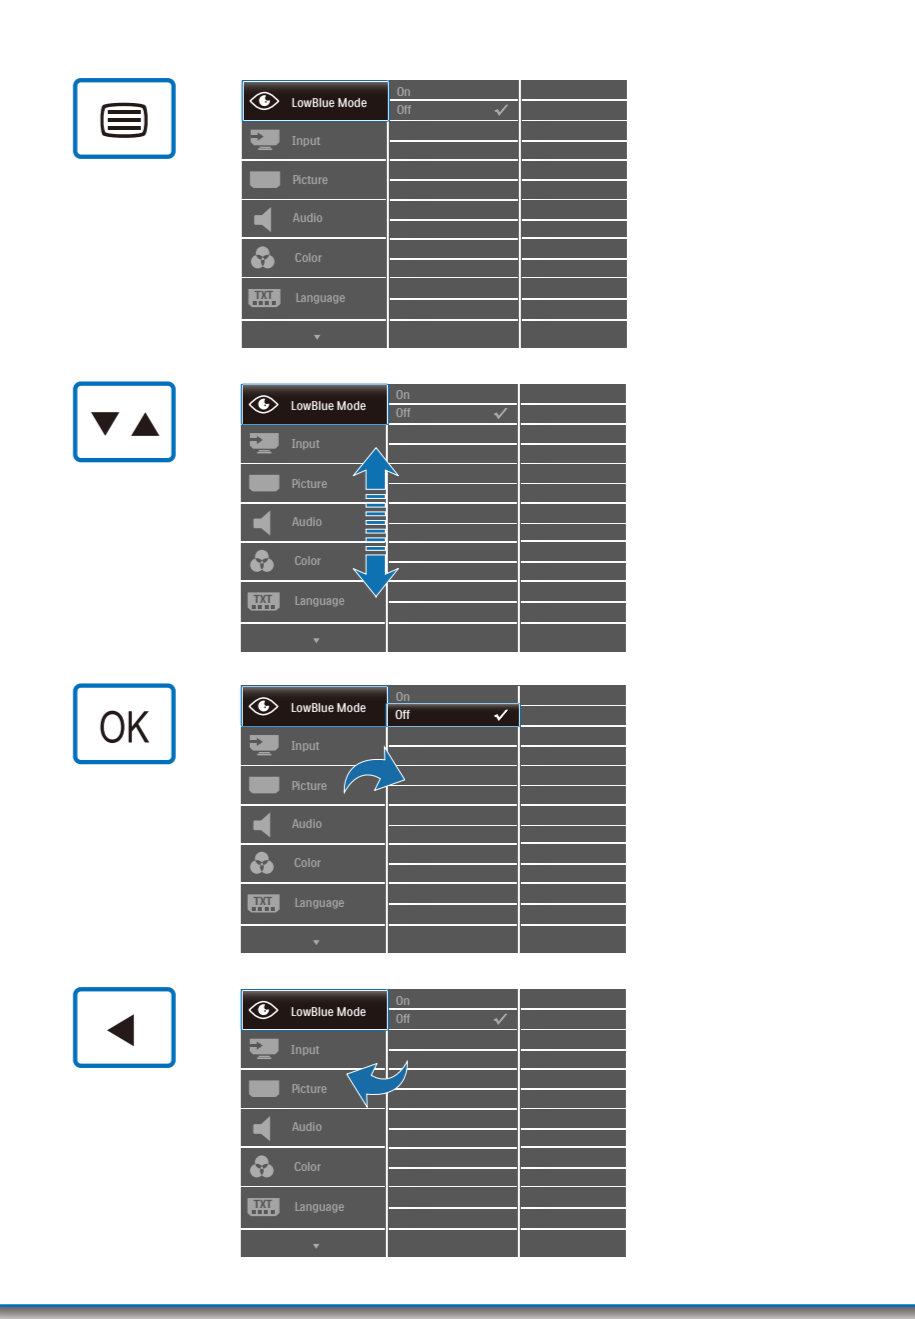 LowBlue Mode
On
Off
Input
Picture
Audio
Color
TXT Language
LowBlue Mode
On
Off
Input
Picture
Audio
Color
TXT Language
OK
LowBlue Mode
On
Off
Input
Picture
Audio
Color
TXT Language
LowBlue Mode
On
Off
Input
Picture
Audio
Color
TXT Language